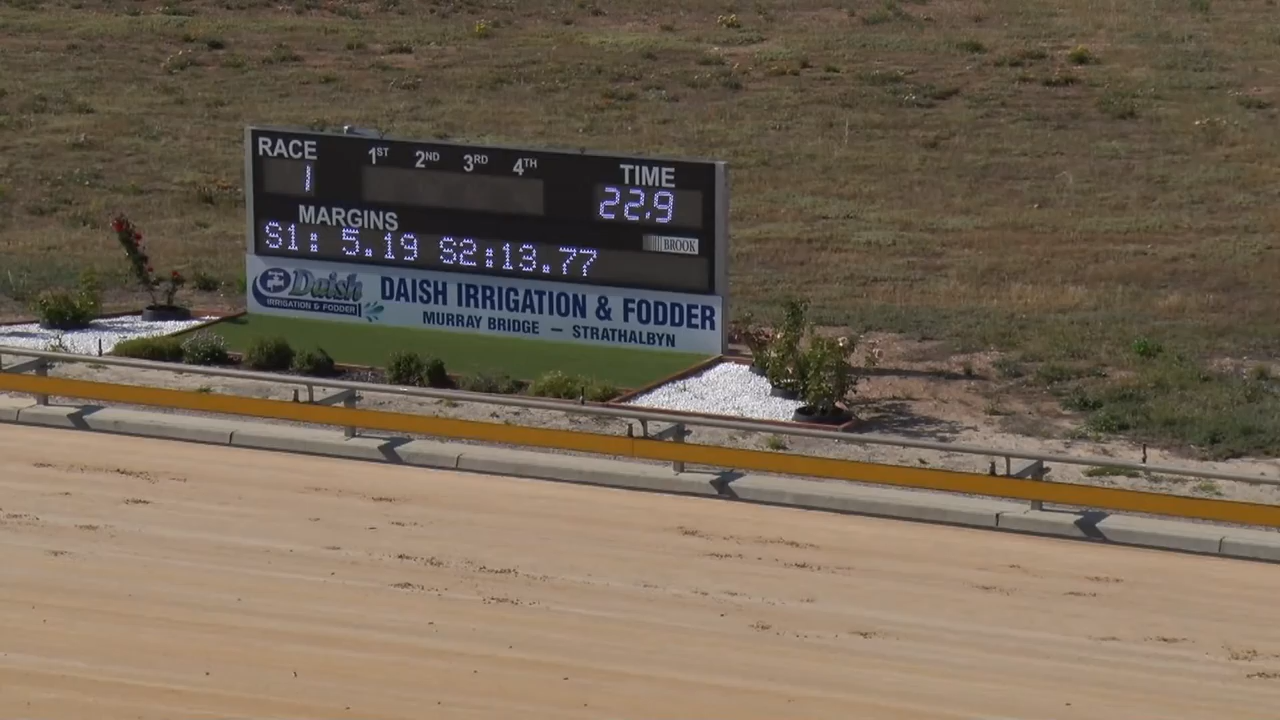 RACE 1ST 2ND 3RD 4TH TIME
1 22.9
MARGINS
BROOK
S1: 5.19 S2:13.77
Daish
IRRIGATION & FODDER
DAISH IRRIGATION & FODDER
MURRAY BRIDGE — STRATHALBYN